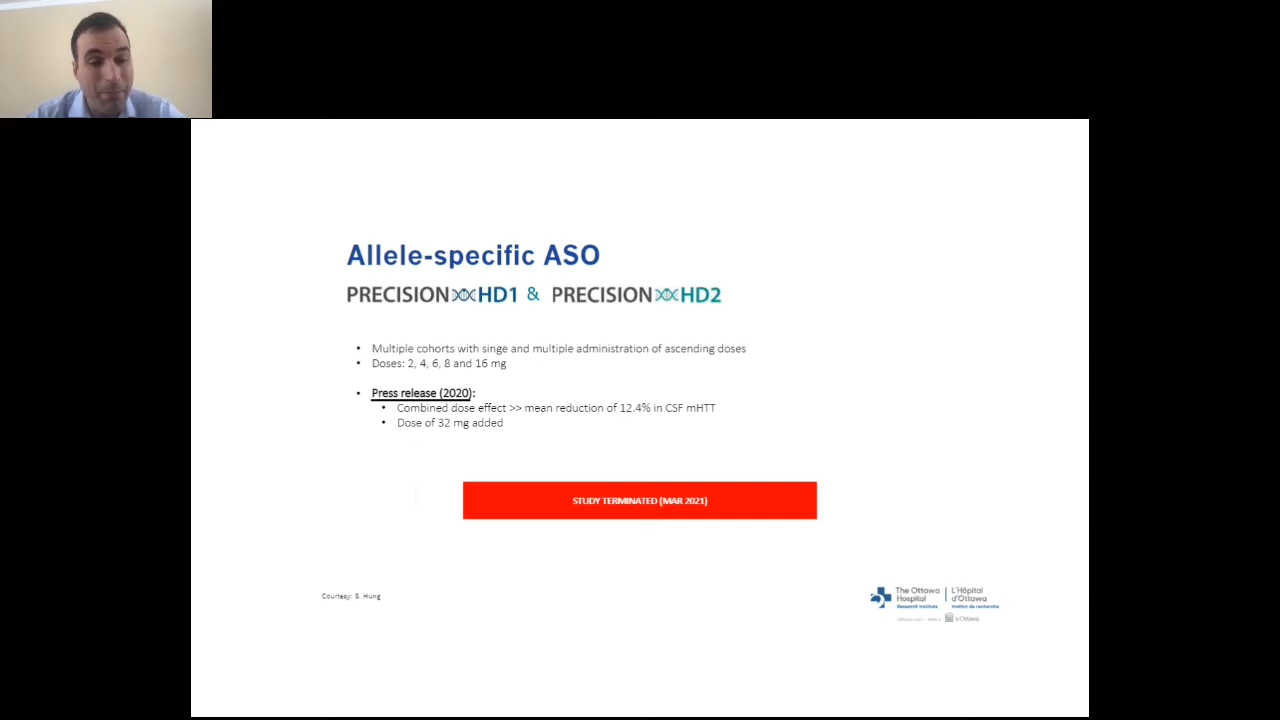 Allele-specific ASO
PRECISION HD1 & PRECISION HD2
• Multiple cohorts with singe and multiple administration of ascending doses
• Doses: 2, 4, 6, 8 and 16 mg
• Press release (2020):
• Combined dose effect >> mean reduction of 12.4% in CSF mHTT
• Dose of 32 mg added
STUDY TERMINATED (MAR 2021)
Courtesy: S. Hung
The Ottawa Hospital
Research Institute
L'Hôpital d'Ottawa
Institut de recherche
uOttawa